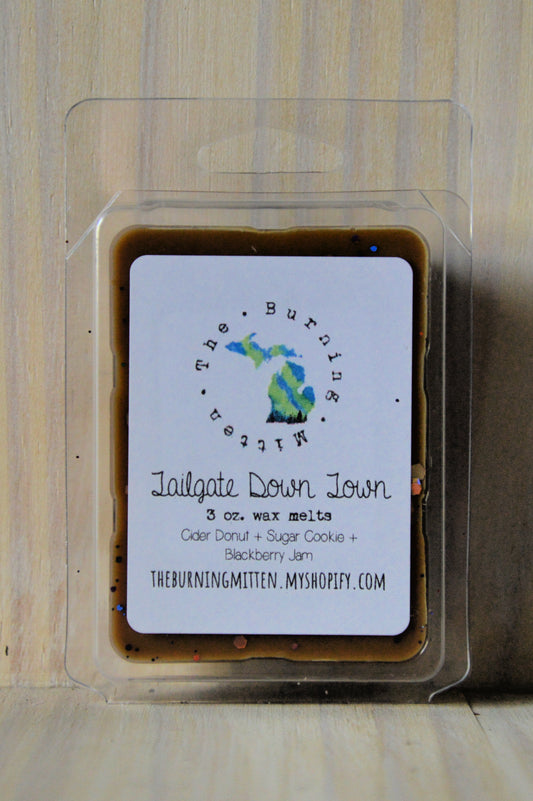 The • Burning • Mitten •
Tailgate Down Town
3 oz. wax melts
Cider Donut + Sugar Cookie +
Blackberry Jam
THEBURNINGMITTEN.MYSHOPIFY.COM